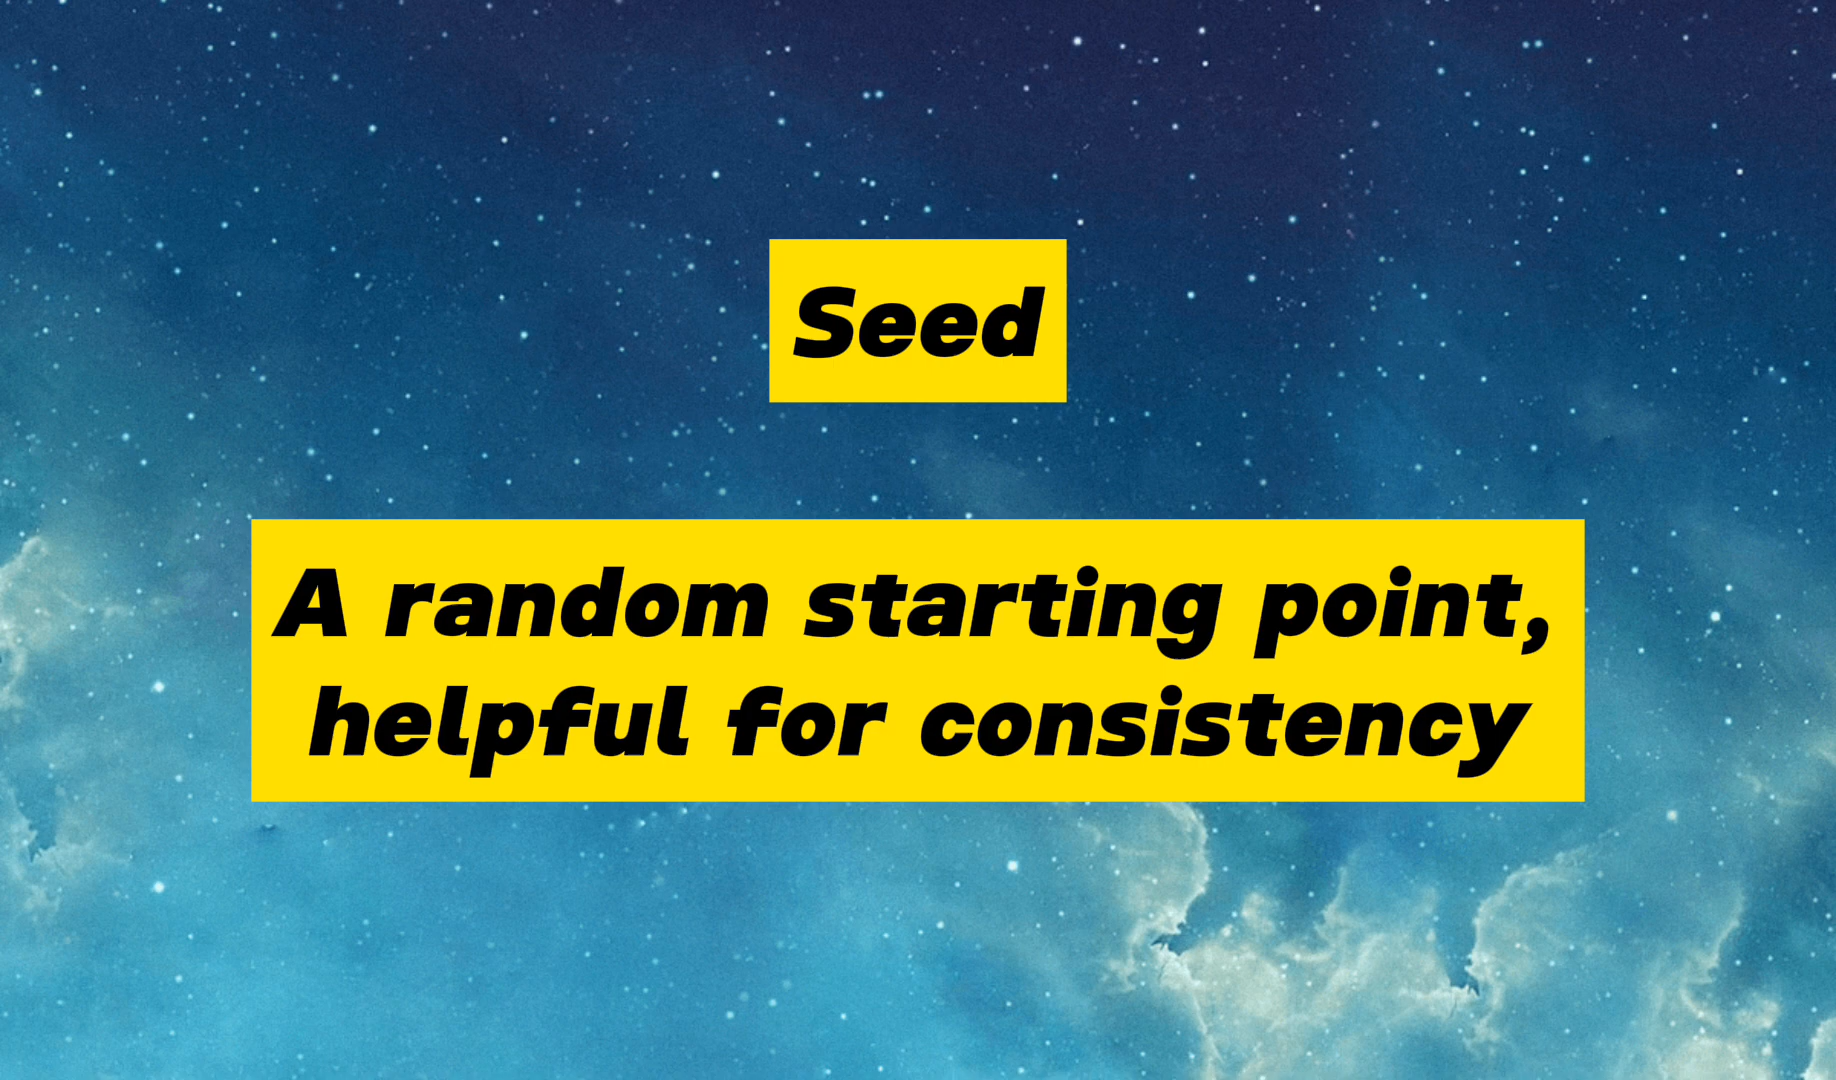 Seed
A random starting point,
helpful for consistency